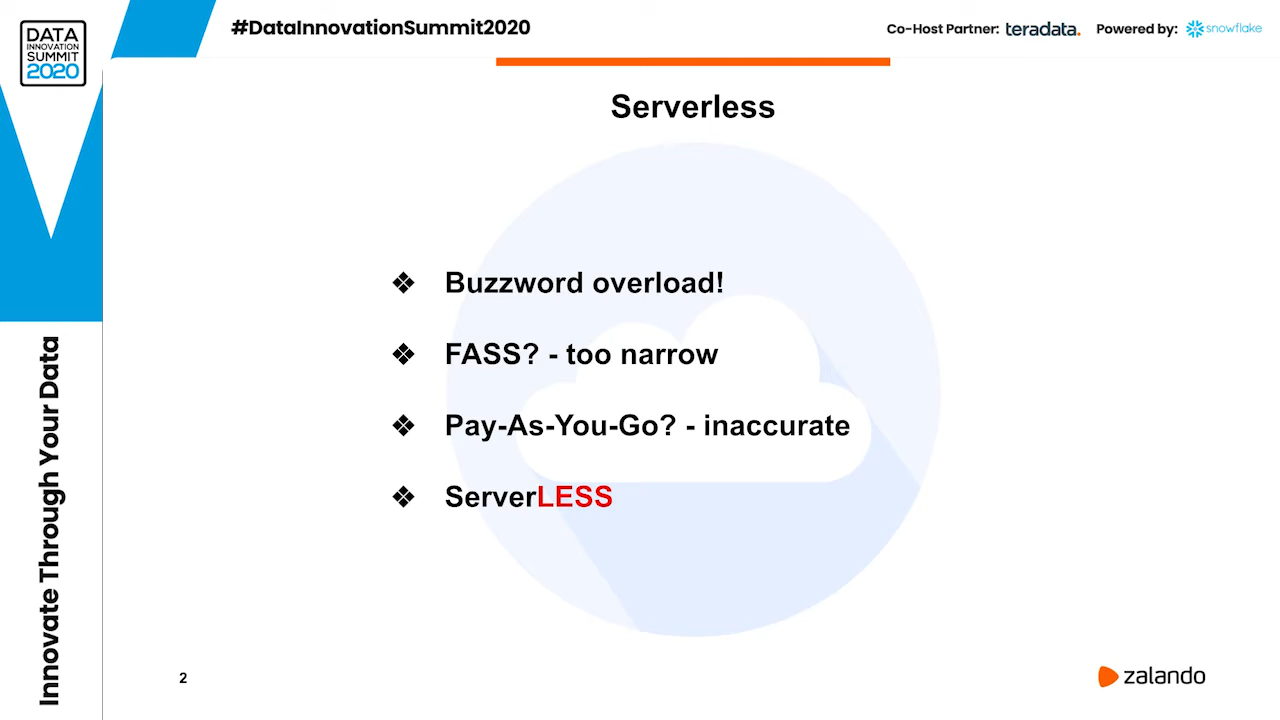 DATA
INNOVATION
SUMMIT
2020
#DataInnovationSummit2020
Co-Host Partner: teradata. Powered by: snowflake
Serverless
❖ Buzzword overload!
❖ FASS? - too narrow
❖ Pay-As-You-Go? - inaccurate
❖ ServerLESS
Innovate Through Your Data
2
zalando